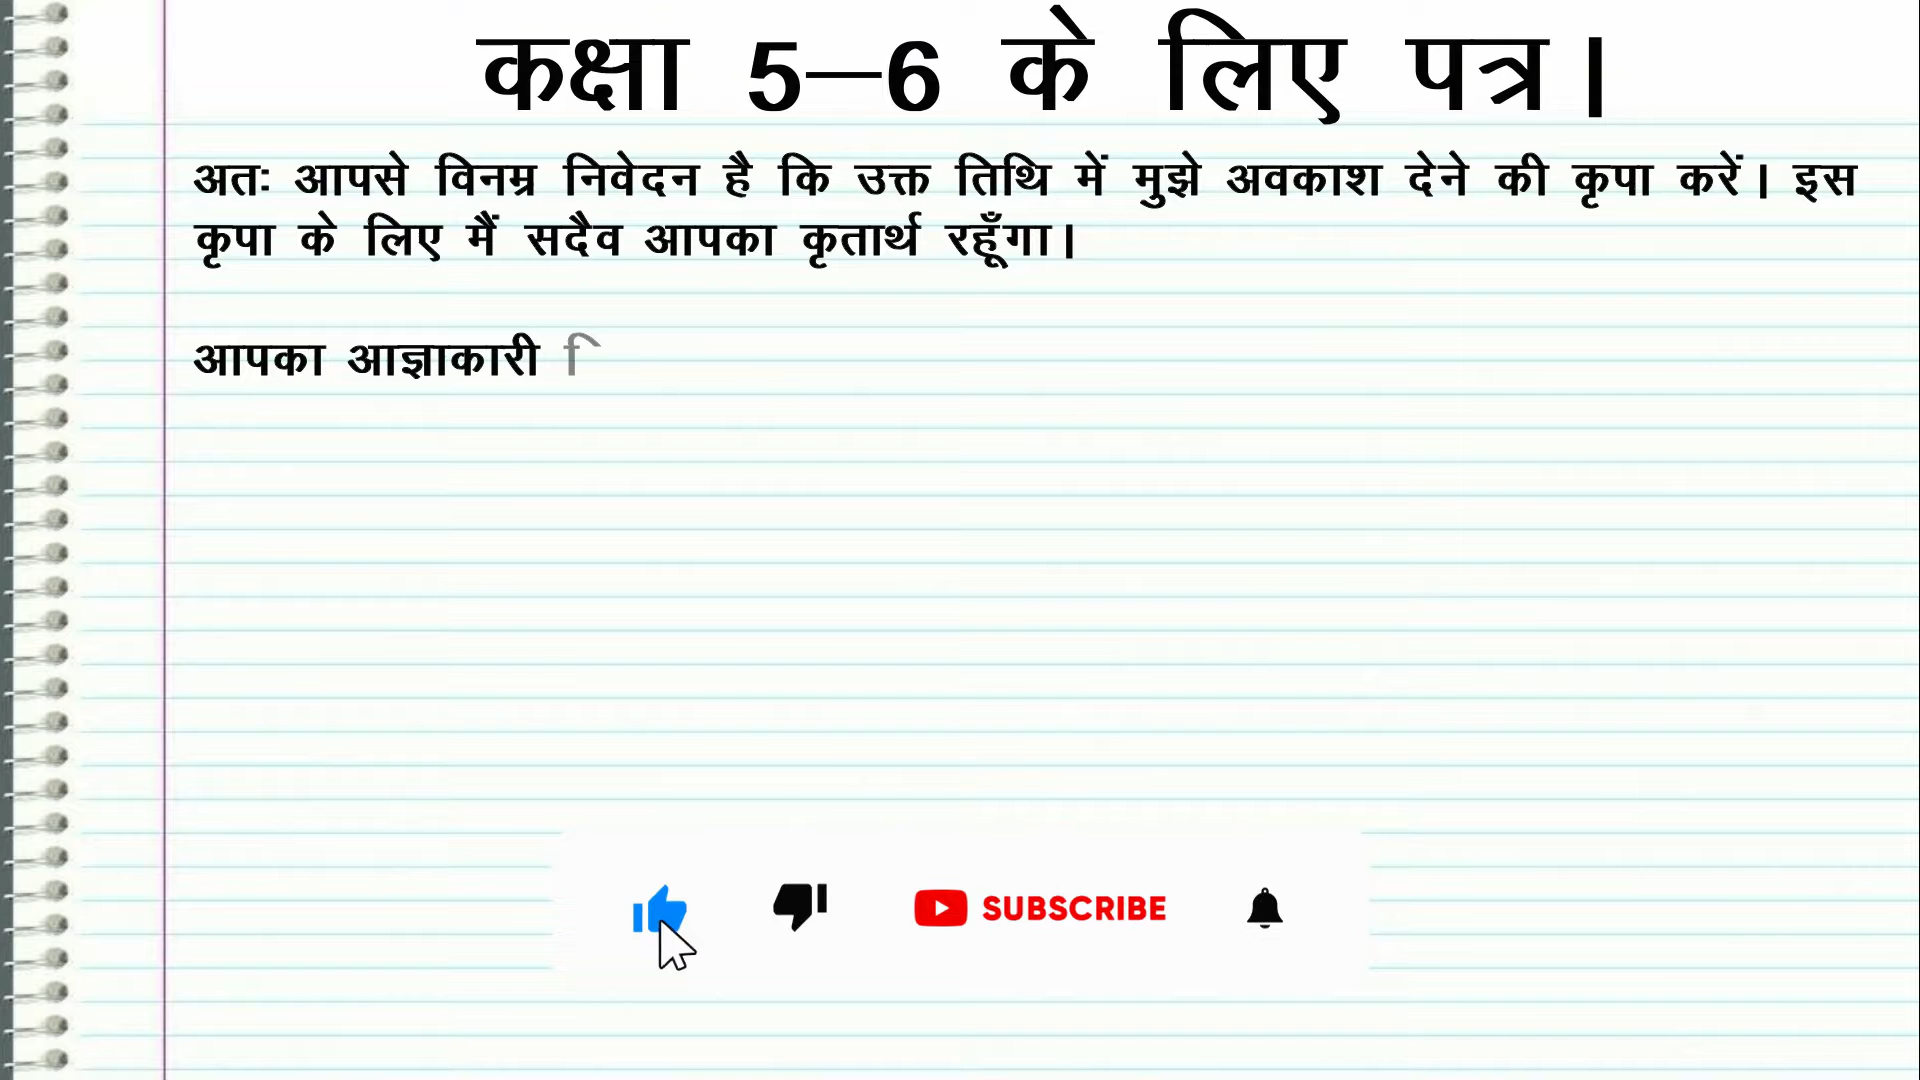 कक्षा 5–6 के लिए पत्र।
अतः आपसे विनम्र निवेदन है कि उक्त तिथि में मुझे अवकाश देने की कृपा करें। इस
कृपा के लिए मैं सदैव आपका कृतार्थ रहूँगा।
आपका आज्ञाकारी
SUBSCRIBE